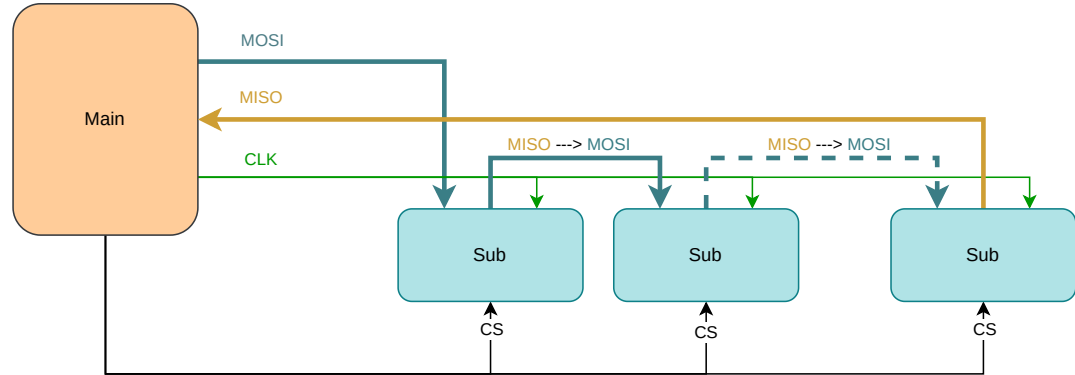 MOSI
MISO
Main
MISO ---> MOSI
MISO ---> MOSI
CLK
Sub
Sub
Sub
CS
CS
CS